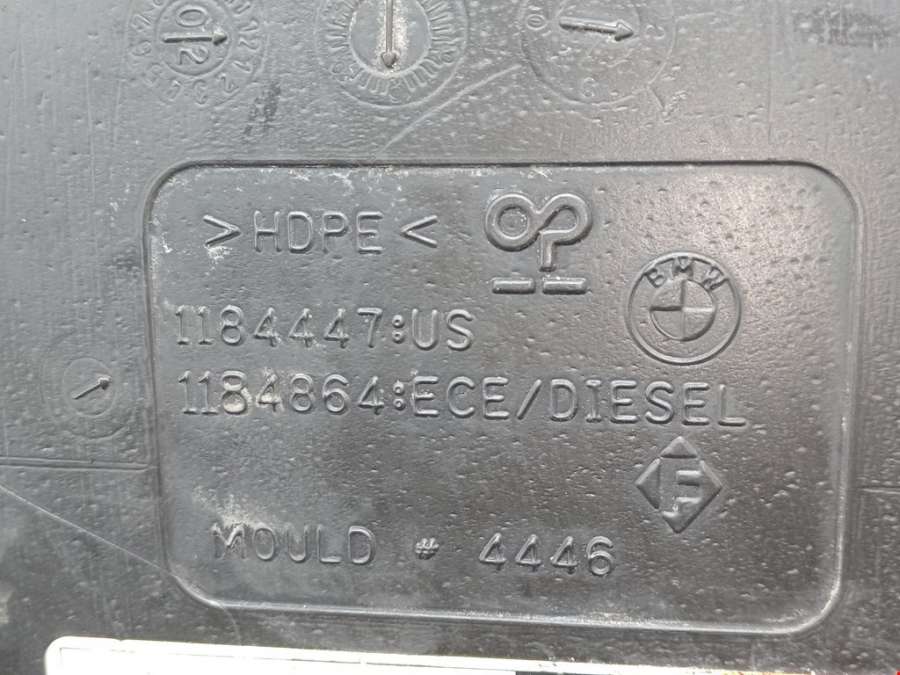 > HDPE <
BMW
1184447:US
1184864:ECE/DIESEL
F
MOULD # 4446